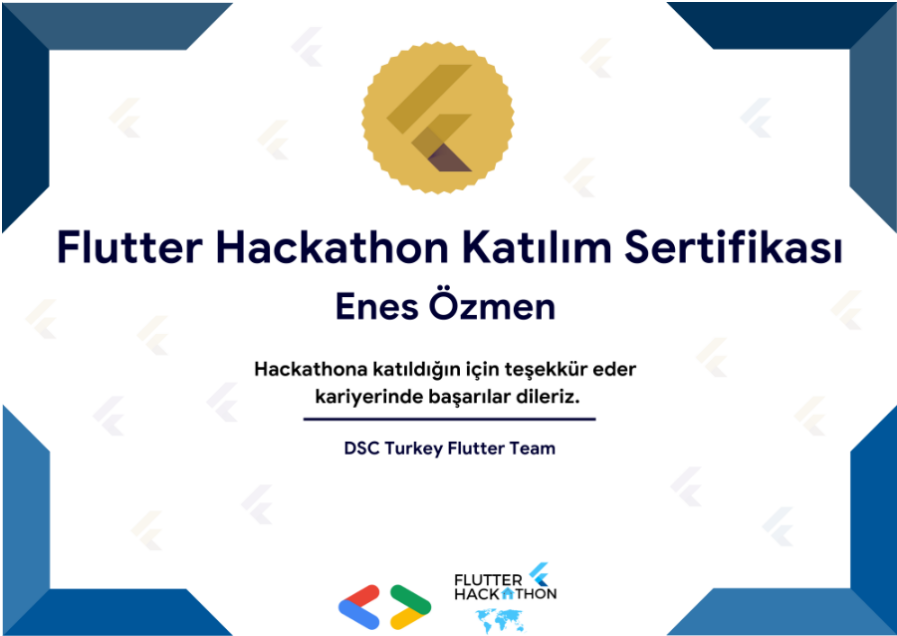 Flutter Hackathon Katılım Sertifikası
Enes Özmen
Hackathona katıldığın için teşekkür eder
kariyerinde başarılar dileriz.
DSC Turkey Flutter Team
FLUTTER
HACKATHON